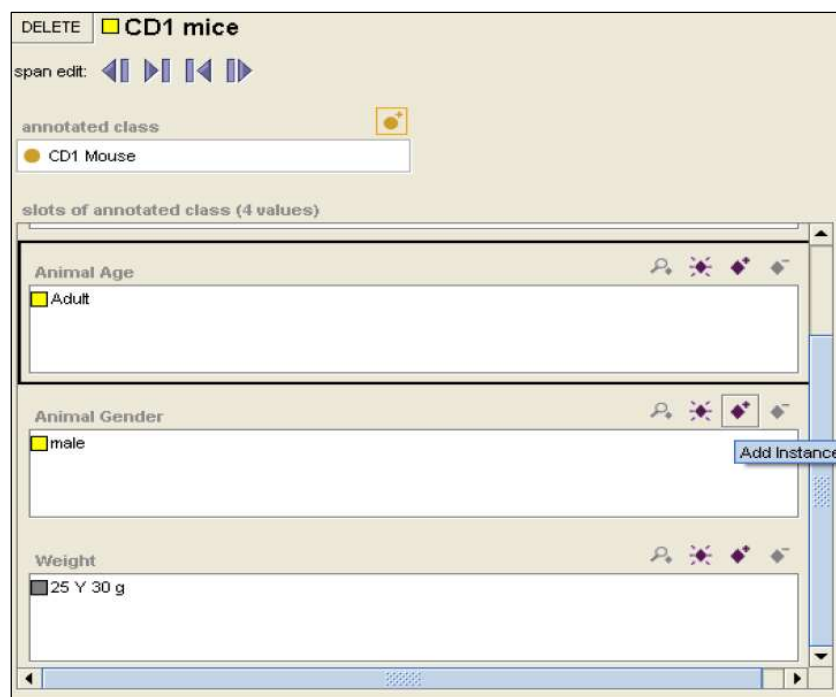 DELETE CD1 mice
span edit:
annotated class
CD1 Mouse
slots of annotated class (4 values)
Animal Age
Adult
Animal Gender
male
Add Instance
Weight
25 Y 30 g